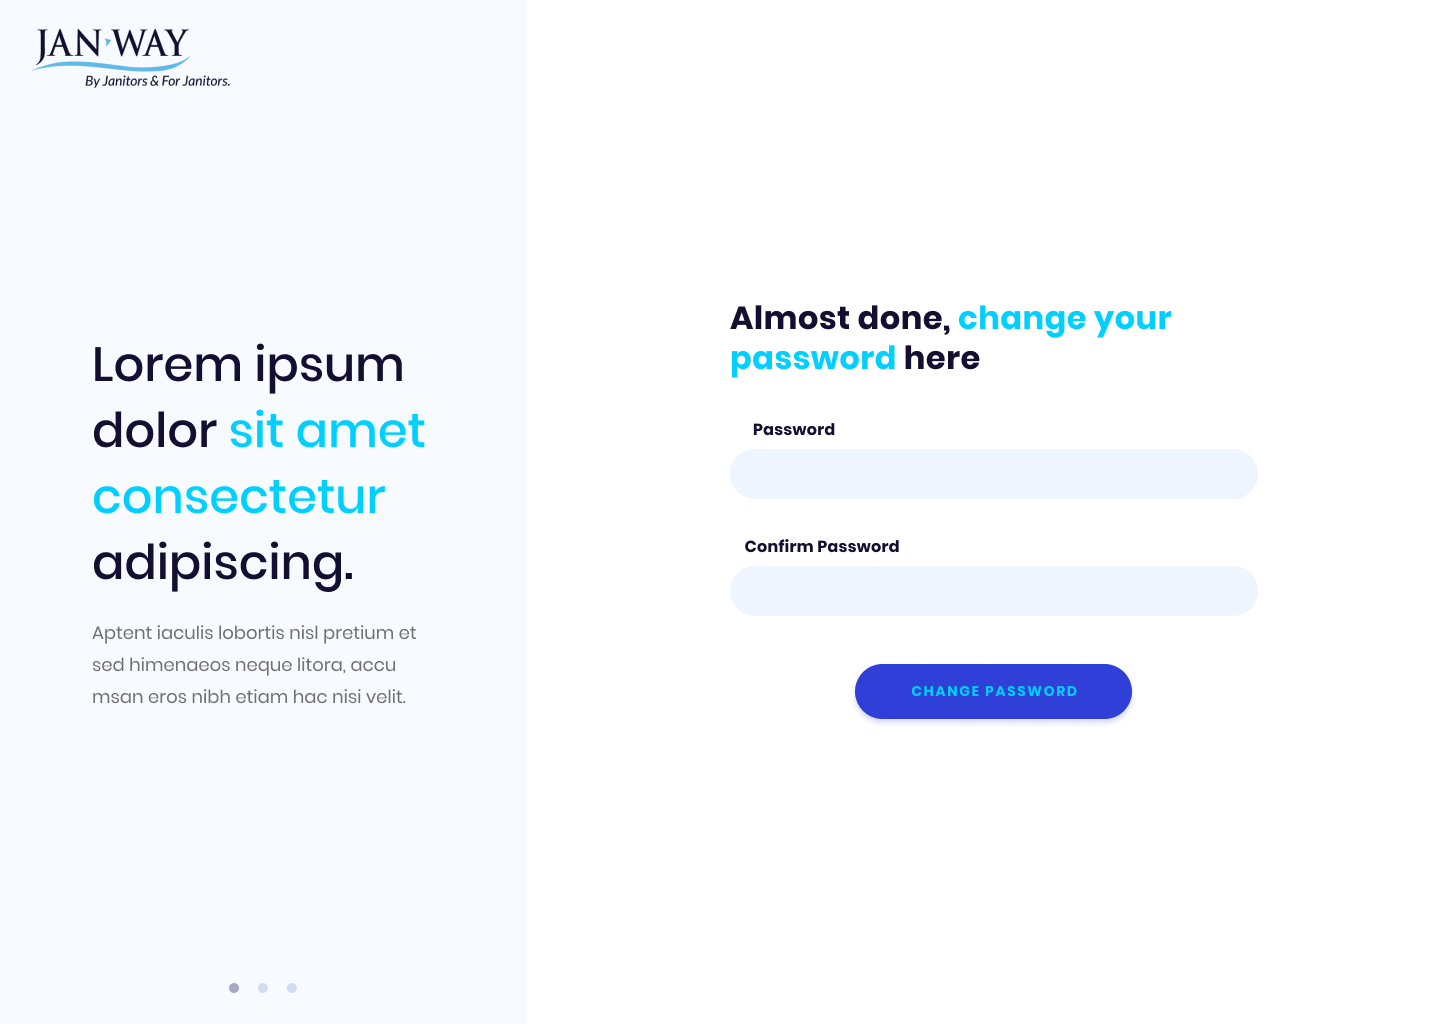 JAN-WAY
By Janitors & For Janitors.
Lorem ipsum
dolor sit amet
consectetur
adipiscing.
Aptent iaculis lobortis nisl pretium et
sed himenaeos neque litora, accu
msan eros nibh etiam hac nisi velit.
Almost done, change your
password here
Password
Confirm Password
CHANGE PASSWORD